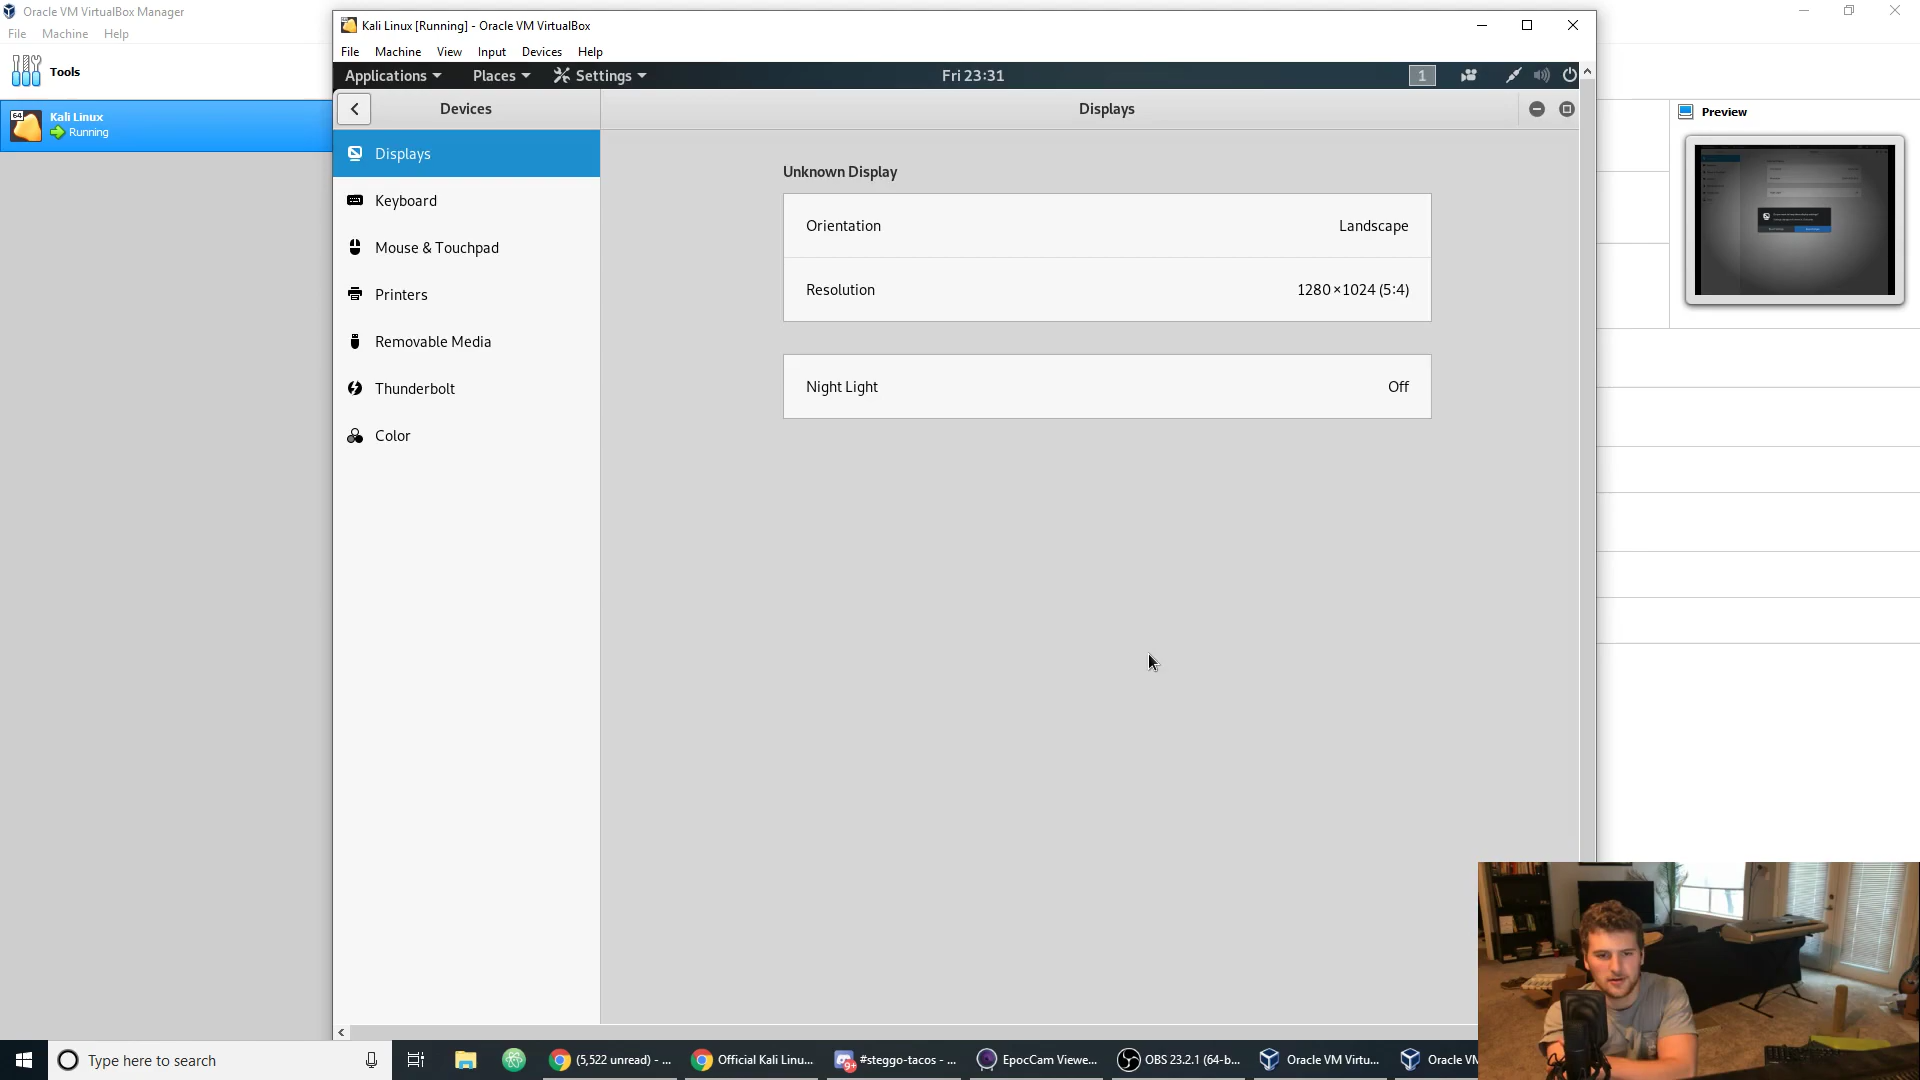 Oracle VM VirtualBox Manager
File Machine Help
Tools
64
Kali Linux
Running
Kali Linux [Running] - Oracle VM VirtualBox
File Machine View Input Devices Help
Applications Places Settings
Fri 23:31
1
Devices
Displays
Displays
Keyboard
Mouse & Touchpad
Printers
Removable Media
Thunderbolt
Color
Unknown Display
Orientation Landscape
Resolution 1280×1024 (5:4)
Night Light Off
Preview
Type here to search
(5,522 unread) - ...
Official Kali Linu...
9+
#steggo-tacos - ...
EpocCam Viewe...
OBS 23.2.1 (64-b...
Oracle VM Virtu...
Oracle VM